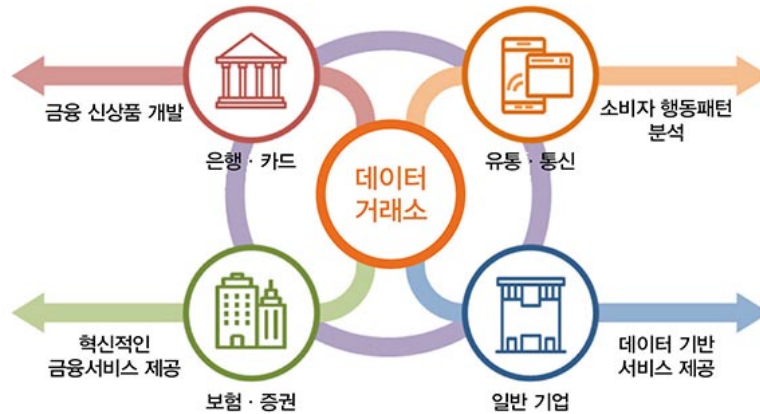 금융 신상품 개발
은행 · 카드
소비자 행동패턴
분석
유통 · 통신
데이터
거래소
혁신적인
금융서비스 제공
보험 · 증권
데이터 기반
서비스 제공
일반 기업